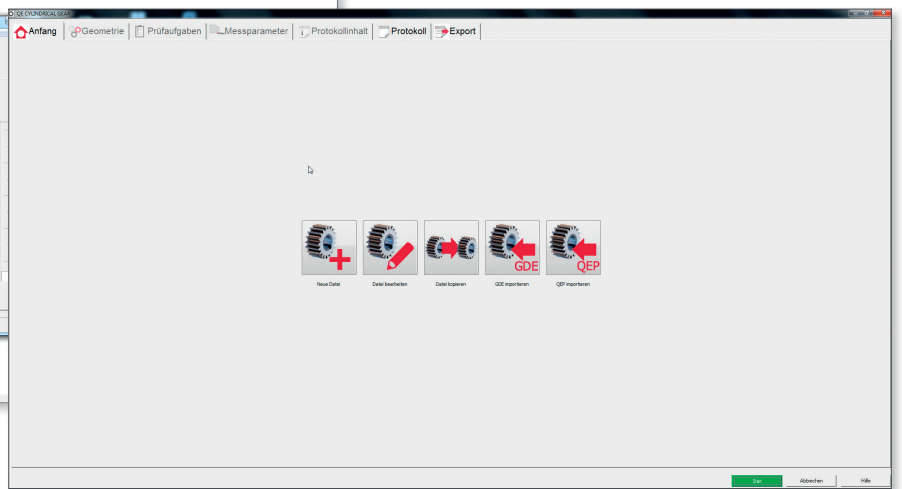 QE CYLINDRICAL GEAR
Anfang Geometrie Prüfaufgaben Messparameter Protokollinhalt Protokoll Export
GDE QEP
Neue Datei Datei bearbeiten Datei kopieren GDE importieren QEP importieren
Start Abbrechen Hilfe